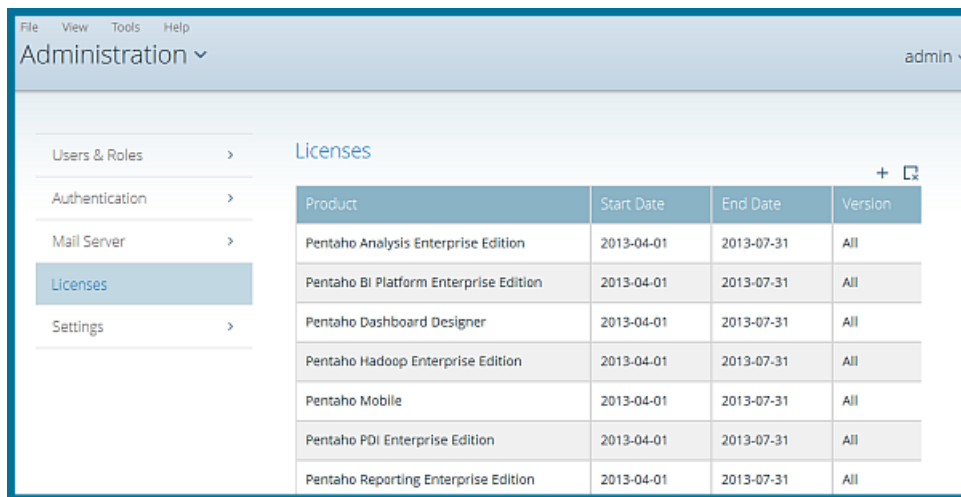 File View Tools Help
Administration
admin
Users & Roles
Authentication
Mail Server
Licenses
Settings
Licenses
Product Start Date End Date Version
Pentaho Analysis Enterprise Edition 2013-04-01 2013-07-31 All
Pentaho BI Platform Enterprise Edition 2013-04-01 2013-07-31 All
Pentaho Dashboard Designer 2013-04-01 2013-07-31 All
Pentaho Hadoop Enterprise Edition 2013-04-01 2013-07-31 All
Pentaho Mobile 2013-04-01 2013-07-31 All
Pentaho PDI Enterprise Edition 2013-04-01 2013-07-31 All
Pentaho Reporting Enterprise Edition 2013-04-01 2013-07-31 All